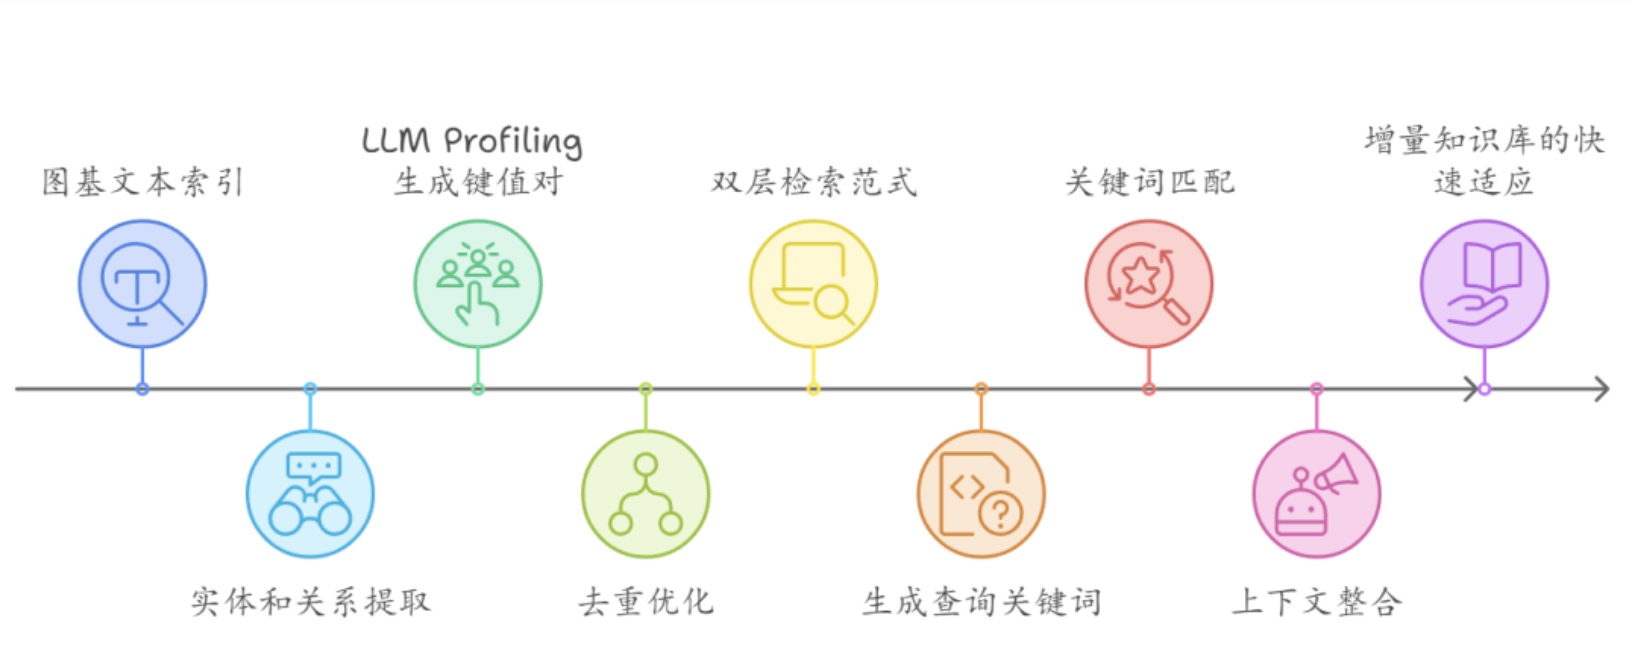 图基文本索引
实体和关系提取
LLM Profiling
生成键值对
去重优化
双层检索范式
生成查询关键词
关键词匹配
上下文整合
增量知识库的快
速适应